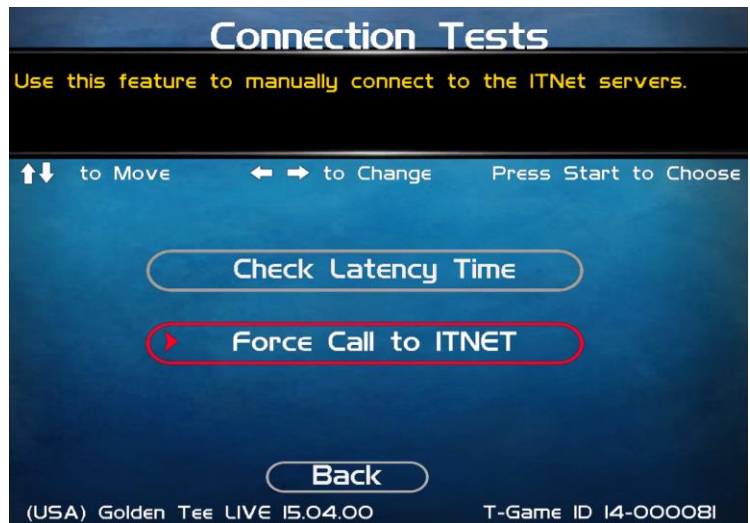 Connection Tests
Use this feature to manually connect to the ITNet servers.
to Move to Change Press Start to Choose
Check Latency Time
Force Call to ITNET
Back
(USA) Golden Tee LIVE 15.04.00 T-Game ID 14-000081